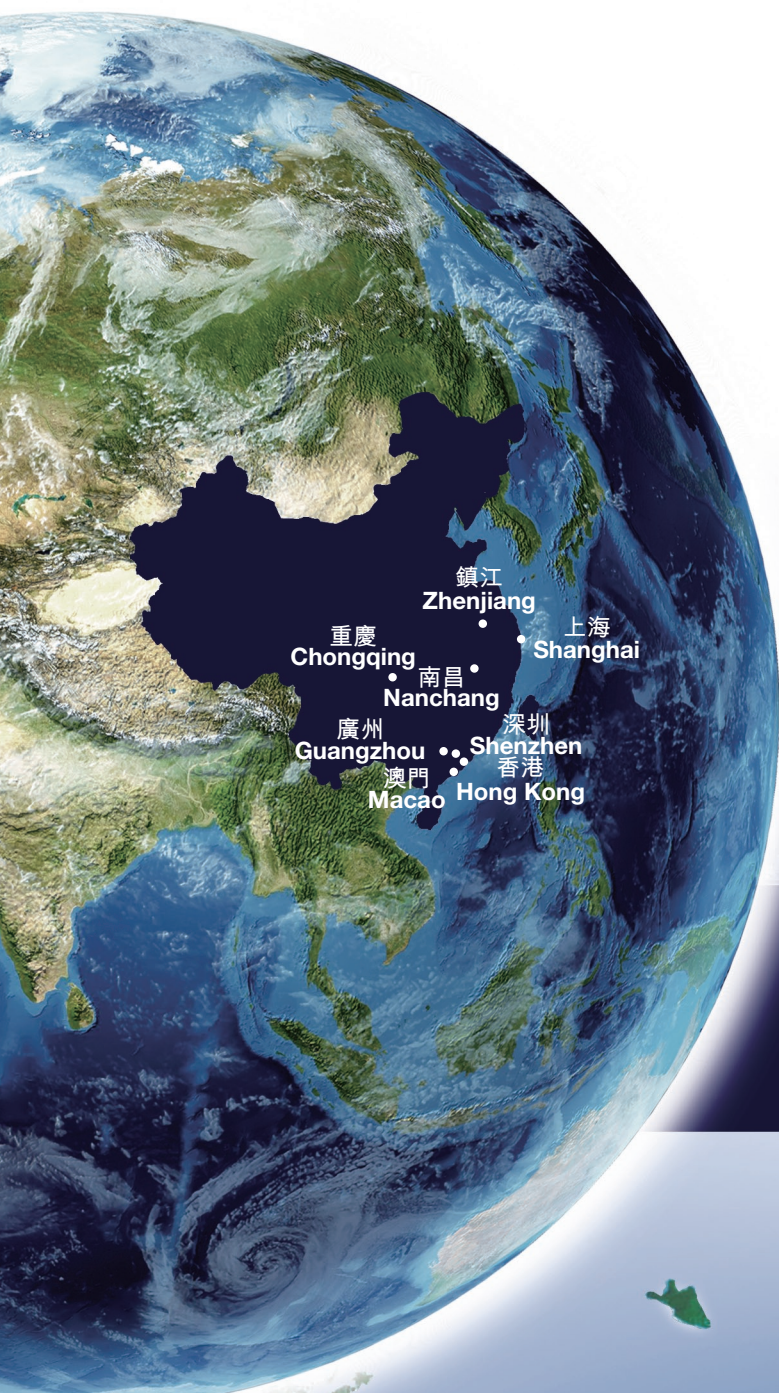 鎮江
Zhenjiang
上海
Shanghai
重慶
Chongqing
南昌
Nanchang
廣州
Guangzhou
深圳
Shenzhen
香港
Hong Kong
澳門
Macao